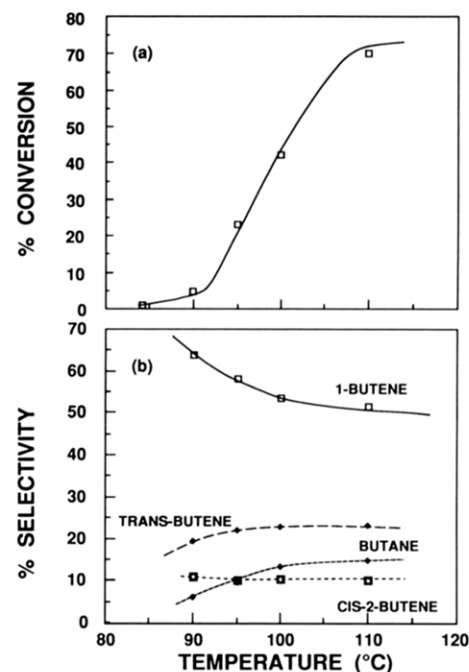 80
70
60
50
40
30
20
10
0
% CONVERSION
(a)
70
60
50
40
30
20
10
0
% SELECTIVITY
(b)
1-BUTENE
TRANS-BUTENE
BUTANE
CIS-2-BUTENE
80 90 100 110 120
TEMPERATURE (°C)